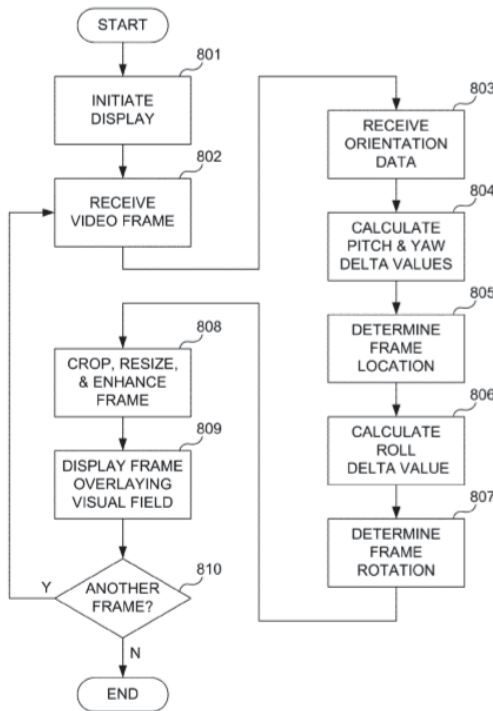 START
801
INITIATE
DISPLAY
802
RECEIVE
VIDEO FRAME
803
RECEIVE
ORIENTATION
DATA
804
CALCULATE
PITCH & YAW
DELTA VALUES
805
DETERMINE
FRAME
LOCATION
806
CALCULATE
ROLL
DELTA VALUE
807
DETERMINE
FRAME
ROTATION
808
CROP, RESIZE,
& ENHANCE
FRAME
809
DISPLAY FRAME
OVERLAYING
VISUAL FIELD
810
ANOTHER
FRAME?
Y
N
END